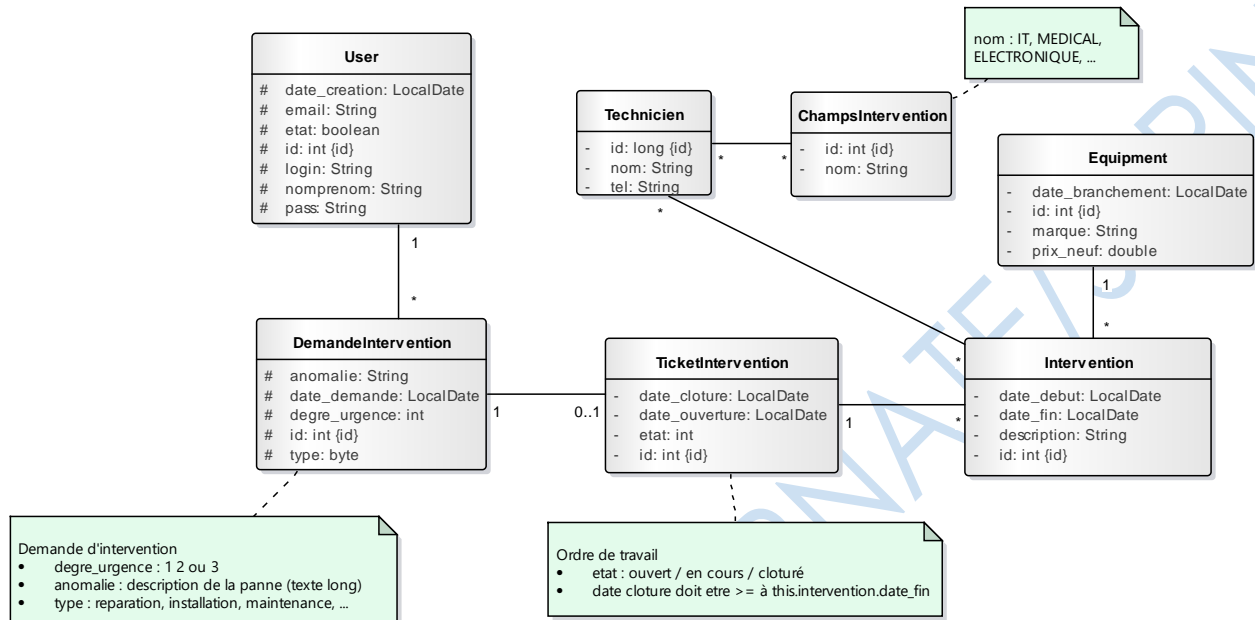 nom : IT, MEDICAL,
ELECTRONIQUE, ...
User
# date_creation: LocalDate
# email: String
# etat: boolean
# id: int {id}
# login: String
# nomprenom: String
# pass: String
Technicien
- id: long {id}
- nom: String
- tel: String
ChampsIntervention
- id: int {id}
- nom: String
* *
Equipment
- date_branchement: LocalDate
- id: int {id}
- marque: String
- prix_neuf: double
*
1
1
*
*
DemandeIntervention
# anomalie: String
# date_demande: LocalDate
# degre_urgence: int
# id: int {id}
# type: byte
1 0..1
TicketIntervention
- date_cloture: LocalDate
- date_ouverture: LocalDate
- etat: int
- id: int {id}
1 *
*
Intervention
- date_debut: LocalDate
- date_fin: LocalDate
- description: String
- id: int {id}
Demande d'intervention
• degre_urgence : 1 2 ou 3
• anomalie : description de la panne (texte long)
• type : reparation, installation, maintenance, ...
Ordre de travail
• etat : ouvert / en cours / cloturé
• date cloture doit etre >= à this.intervention.date_fin